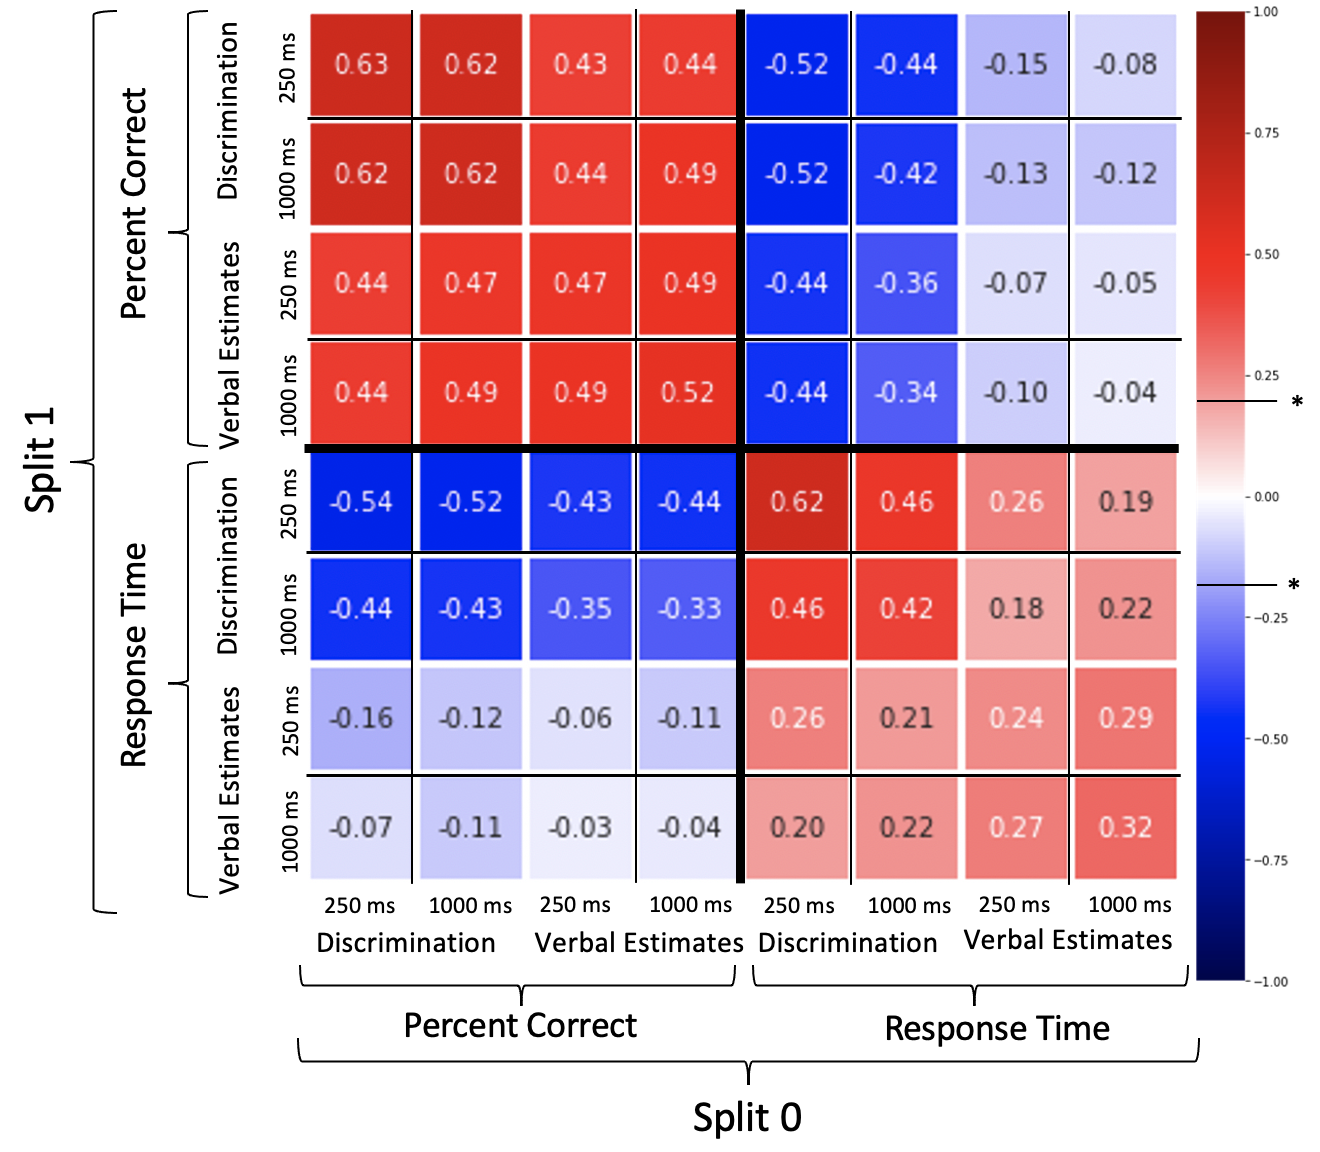 Split 1
Percent Correct
Response Time
Discrimination
Verbal Estimates
Discrimination
Verbal Estimates
250 ms 0.63 0.62 0.43 0.44 -0.52 -0.44 -0.15 -0.08
1000 ms 0.62 0.62 0.44 0.49 -0.52 -0.42 -0.13 -0.12
250 ms 0.44 0.47 0.47 0.49 -0.44 -0.36 -0.07 -0.05
1000 ms 0.44 0.49 0.49 0.52 -0.44 -0.34 -0.10 -0.04
250 ms -0.54 -0.52 -0.43 -0.44 0.62 0.46 0.26 0.19
1000 ms -0.44 -0.43 -0.35 -0.33 0.46 0.42 0.18 0.22
250 ms -0.16 -0.12 -0.06 -0.11 0.26 0.21 0.24 0.29
1000 ms -0.07 -0.11 -0.03 -0.04 0.20 0.22 0.27 0.32
250 ms 1000 ms 250 ms 1000 ms 250 ms 1000 ms 250 ms 1000 ms
Discrimination Verbal Estimates Discrimination Verbal Estimates
Percent Correct Response Time
Split 0
1.00
0.75
0.50
0.25
*
0.00
*
−0.25
−0.50
−0.75
−1.00